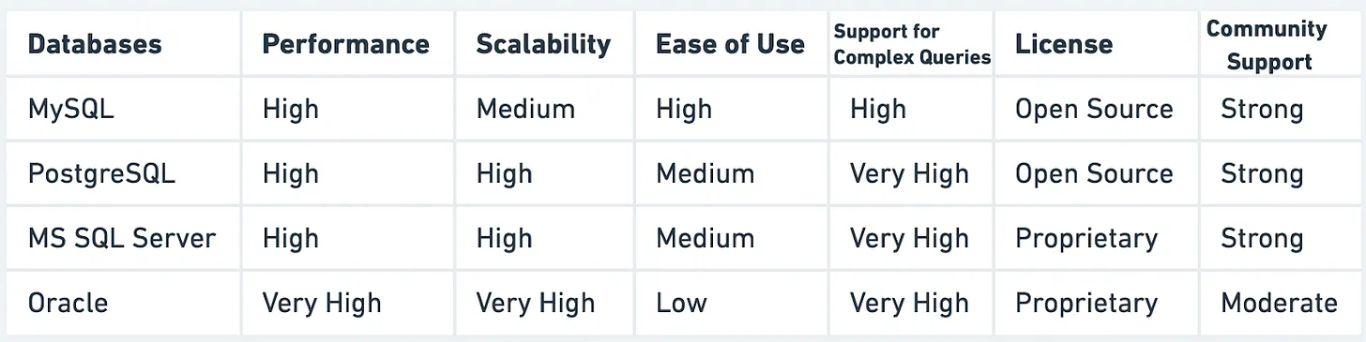 Databases Performance Scalability Ease of Use Support for Complex Queries License Community Support
MySQL High Medium High High Open Source Strong
PostgreSQL High High Medium Very High Open Source Strong
MS SQL Server High High Medium Very High Proprietary Strong
Oracle Very High Very High Low Very High Proprietary Moderate